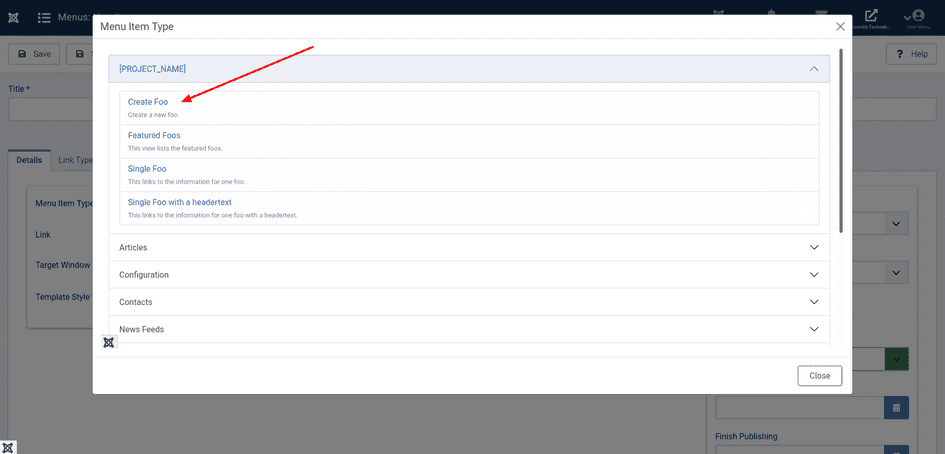 Menus:
Menu Item Type
User Menu
Save
Help
Title *
[PROJECT_NAME]
Create Foo
Create a new foo.
Featured Foos
This view lists the featured foos.
Single Foo
This links to the information for one foo.
Single Foo with a headertext
This links to the information for one foo with a headertext.
Details
Link Type
Menu Item Type
Link
Target Window
Template Style
Articles
Configuration
Contacts
News Feeds
Close
Finish Publishing